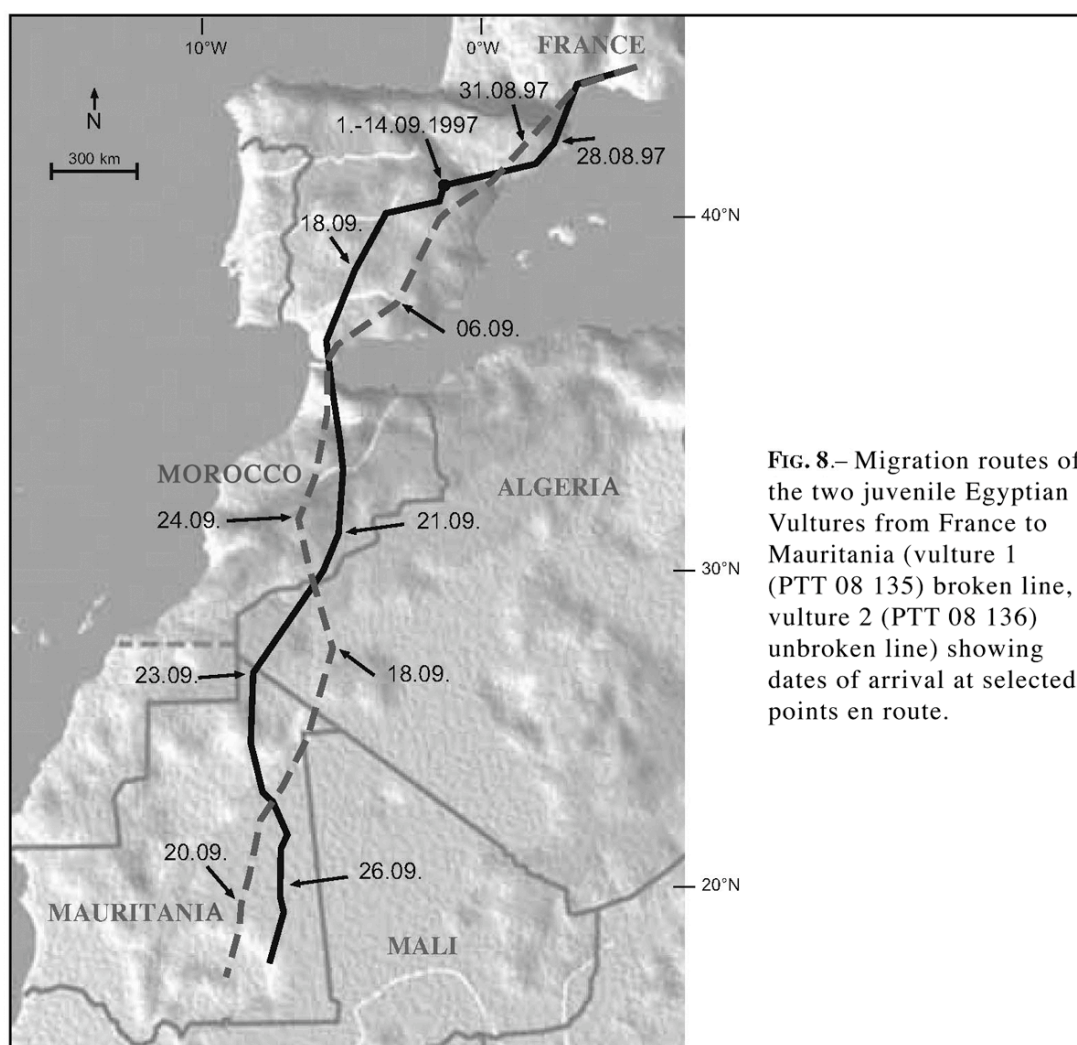 10°W
0°W
FRANCE
31.08.97
N
1.-14.09.1997
300 km
28.08.97
18.09.
40°N
06.09.
MOROCCO
ALGERIA
24.09.
21.09.
30°N
23.09.
18.09.
20.09.
26.09.
20°N
MAURITANIA
MALI
FIG. 8.– Migration routes of
the two juvenile Egyptian
Vultures from France to
Mauritania (vulture 1
(PTT 08 135) broken line,
vulture 2 (PTT 08 136)
unbroken line) showing
dates of arrival at selected
points en route.